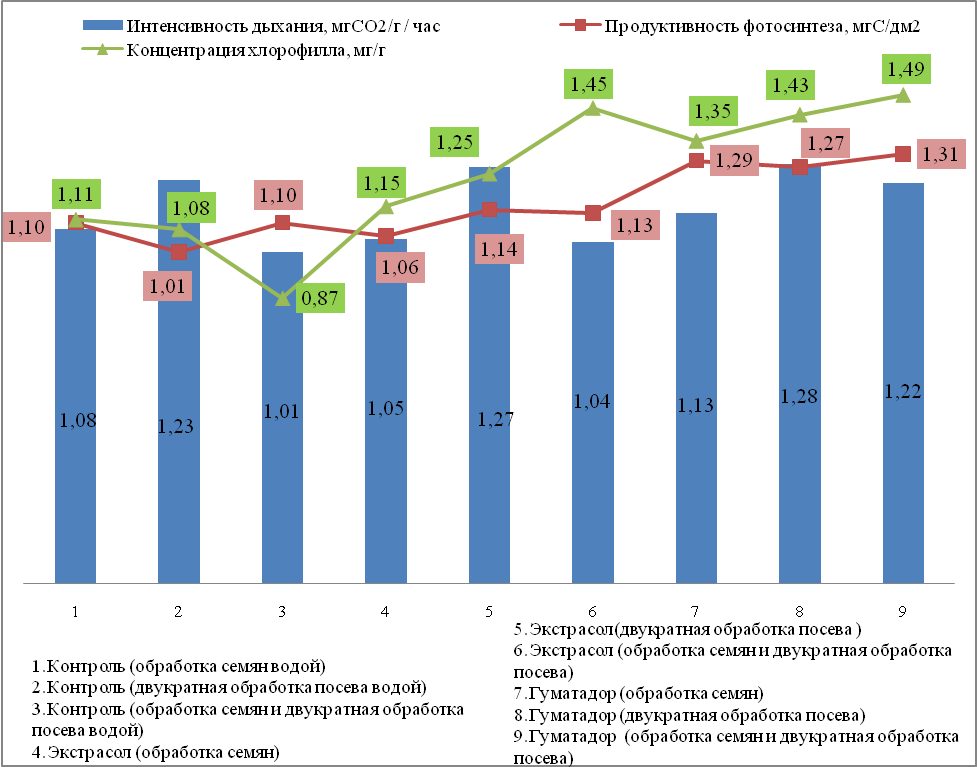 Интенсивность дыхания, мгСО2/г / час
Продуктивность фотосинтеза, мгС/дм2
Концентрация хлорофилла, мг/г
1,49
1,45
1,43
1,35
1,25
1,27
1,31
1,29
1,15
1,11
1,10
1,08
1,10
1,13
1,14
1,06
1,01
0,87
1,08
1,23
1,01
1,05
1,27
1,04
1,13
1,28
1,22
1
2
3
4
5
6
7
8
9
1.Контроль (обработка семян водой)
2.Контроль (двукратная обработка посева водой)
3.Контроль (обработка семян и двукратная обработка
посева водой)
4.Экстрасол (обработка семян)
5.Экстрасол(двукратная обработка посева )
6.Экстрасол (обработка семян и двукратная обработка
посева)
7.Гуматадор (обработка семян)
8.Гуматадор (двукратная обработка посева)
9.Гуматадор  (обработка семян и двукратная обработка
посева)